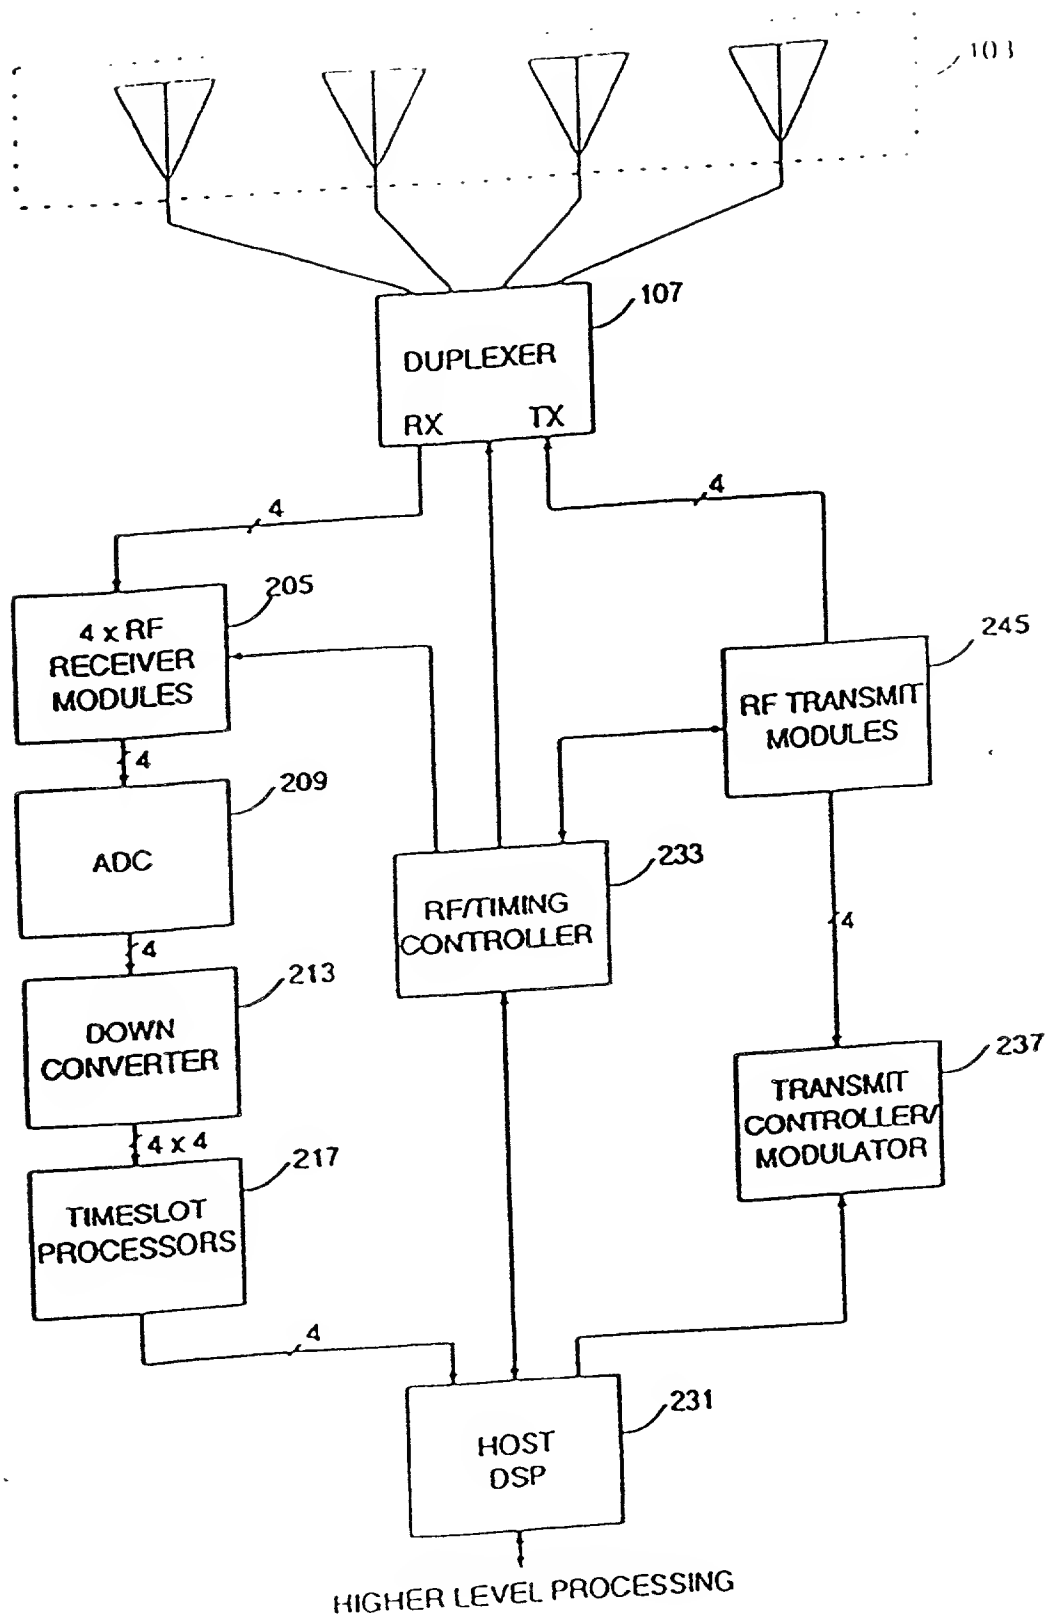 103
107
DUPLEXER
RX
TX
4
4
205
4 x RF
RECEIVER
MODULES
245
RF TRANSMIT
MODULES
4
209
ADC
233
RF/TIMING
CONTROLLER
4
4
213
DOWN
CONVERTER
237
TRANSMIT
CONTROLLER/
MODULATOR
4 x 4
217
TIMESLOT
PROCESSORS
4
231
HOST
DSP
HIGHER LEVEL PROCESSING